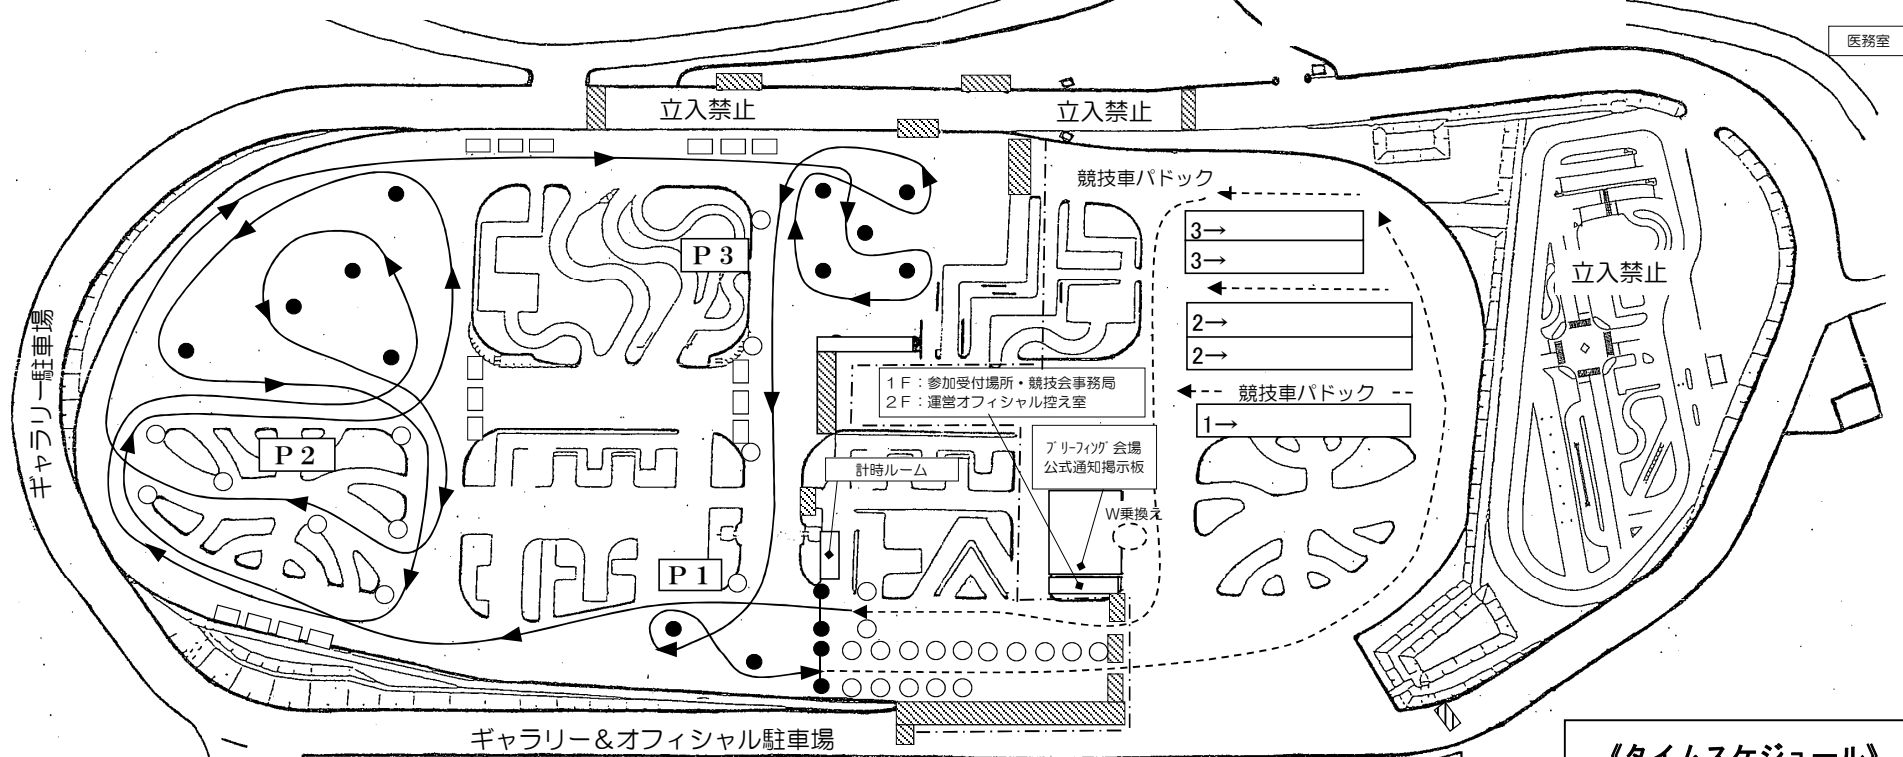 医務室
立入禁止
立入禁止
競技車パドック
P 3
3→
3→
立入禁止
2→
2→
ギャラリー駐車場
1F：参加受付場所・競技会事務局
2F：運営オフィシャル控え室
競技車パドック
1→
P 2
計時ルーム
ブリーフィング会場
公式通知掲示板
W乗換え
P 1
ギャラリー＆オフィシャル駐車場
《タイムスケジュール》